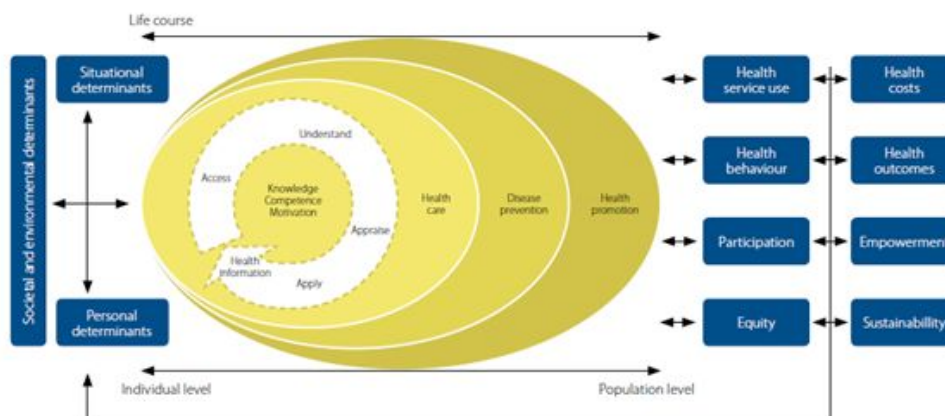 Life course
Societal and environmental determinants
Situational
determinants
Personal
determinants
Understand
Access
Knowledge
Competence
Motivation
Appraise
Health
information
Apply
Health
care
Disease
prevention
Health
promotion
Individual level
Population level
Health
service use
Health
costs
Health
behaviour
Health
outcomes
Participation
Empowermen
Equity
Sustainabillity